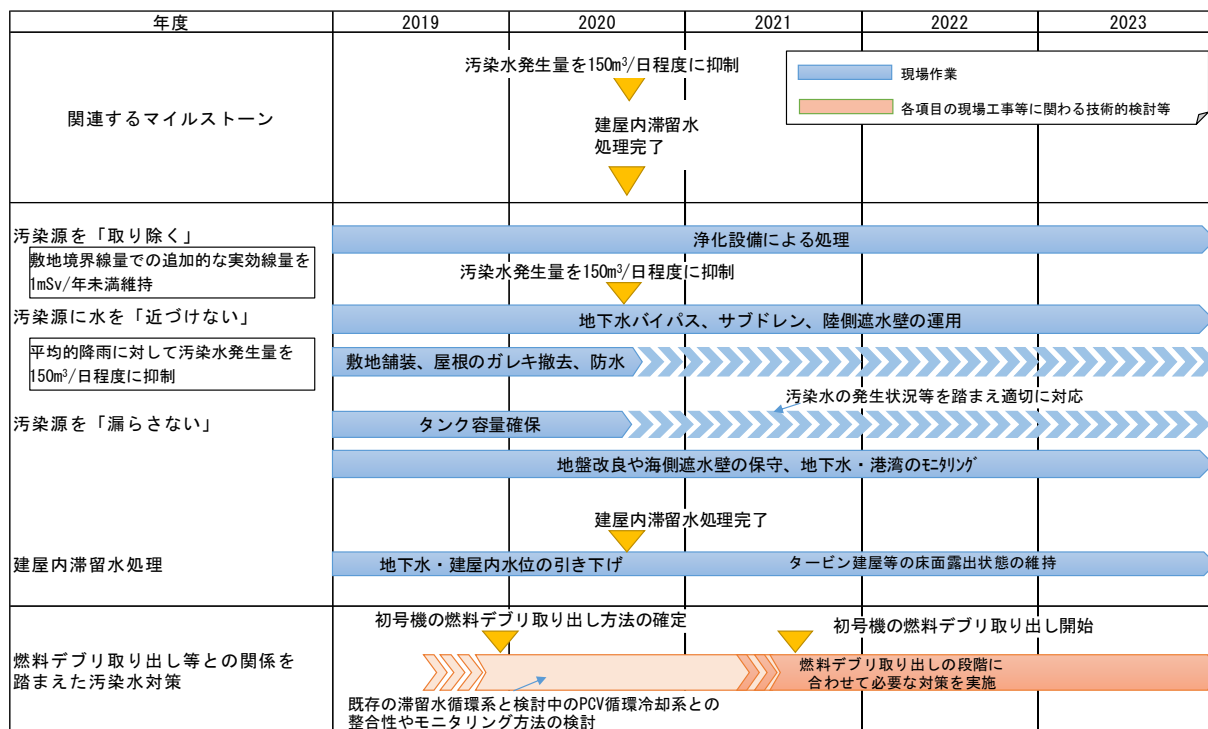 年度
2019
2020
2021
2022
2023
関連するマイルストーン
汚染水発生量を150m³/日程度に抑制
建屋内滞留水
処理完了
現場作業
各項目の現場工事等に関わる技術的検討等
汚染源を「取り除く」
敷地境界線量での追加的な実効線量を
1mSv/年未満維持
浄化設備による処理
汚染水発生量を150m³/日程度に抑制
汚染源に水を「近づけない」
地下水バイパス、サブドレン、陸側遮水壁の運用
平均的降雨に対して汚染水発生量を
150m³/日程度に抑制
敷地舗装、屋根のガレキ撤去、防水
汚染水の発生状況等を踏まえ適切に対応
汚染源を「漏らさない」
タンク容量確保
地盤改良や海側遮水壁の保守、地下水・港湾のﾓﾆﾀﾘﾝｸﾞ
建屋内滞留水処理完了
建屋内滞留水処理
地下水・建屋内水位の引き下げ
タービン建屋等の床面露出状態の維持
初号機の燃料デブリ取り出し方法の確定
初号機の燃料デブリ取り出し開始
燃料デブリ取り出し等との関係を
踏まえた汚染水対策
燃料デブリ取り出しの段階に
合わせて必要な対策を実施
既存の滞留水循環系と検討中のPCV循環冷却系との
整合性やモニタリング方法の検討